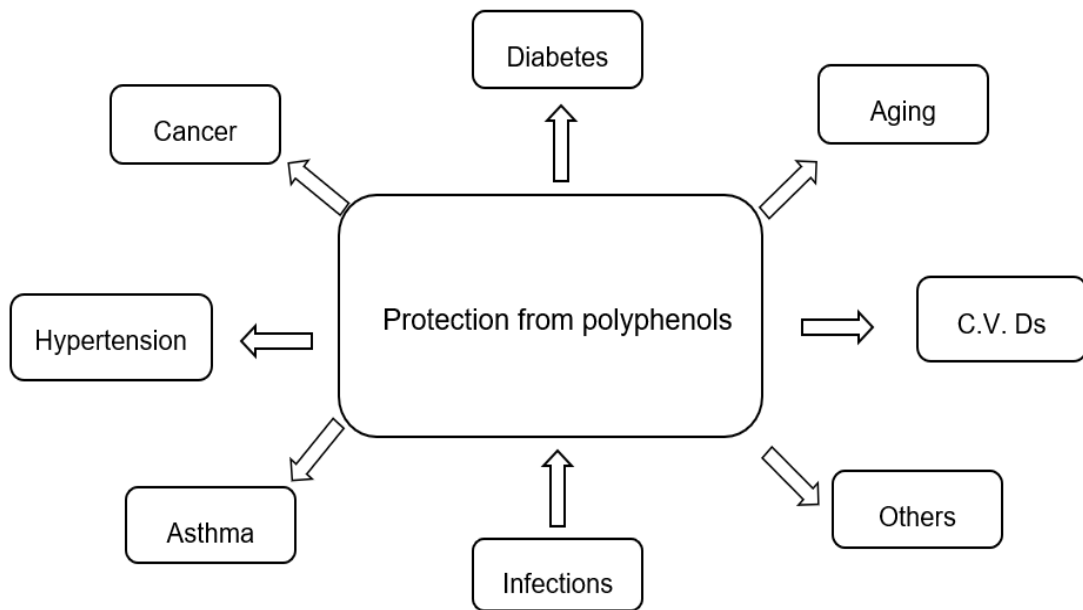 Diabetes
Aging
Cancer
Protection from polyphenols
C.V. Ds
Hypertension
Others
Asthma
Infections